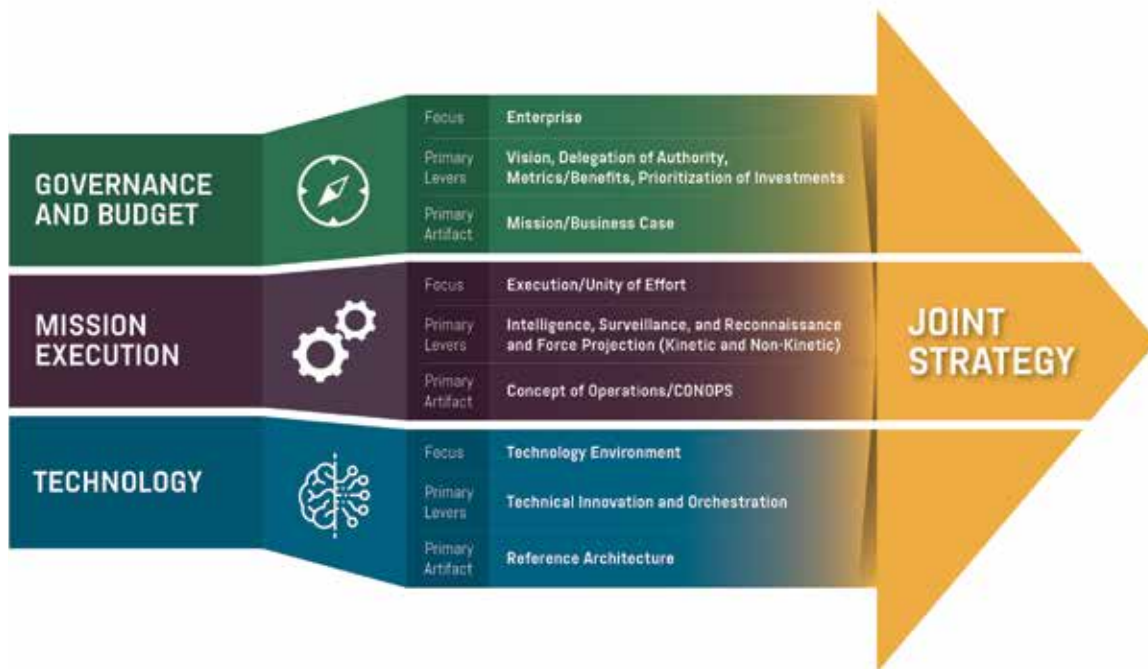 GOVERNANCE
AND BUDGET
Focus
Enterprise
Primary
Levers
Vision, Delegation of Authority,
Metrics/Benefits, Prioritization of Investments
Primary
Artifact
Mission/Business Case
MISSION
EXECUTION
Focus
Execution/Unity of Effort
Primary
Levers
Intelligence, Surveillance, and Reconnaissance
and Force Projection (Kinetic and Non-Kinetic)
Primary
Artifact
Concept of Operations/CONOPS
TECHNOLOGY
Focus
Technology Environment
Primary
Levers
Technical Innovation and Orchestration
Primary
Artifact
Reference Architecture
JOINT
STRATEGY